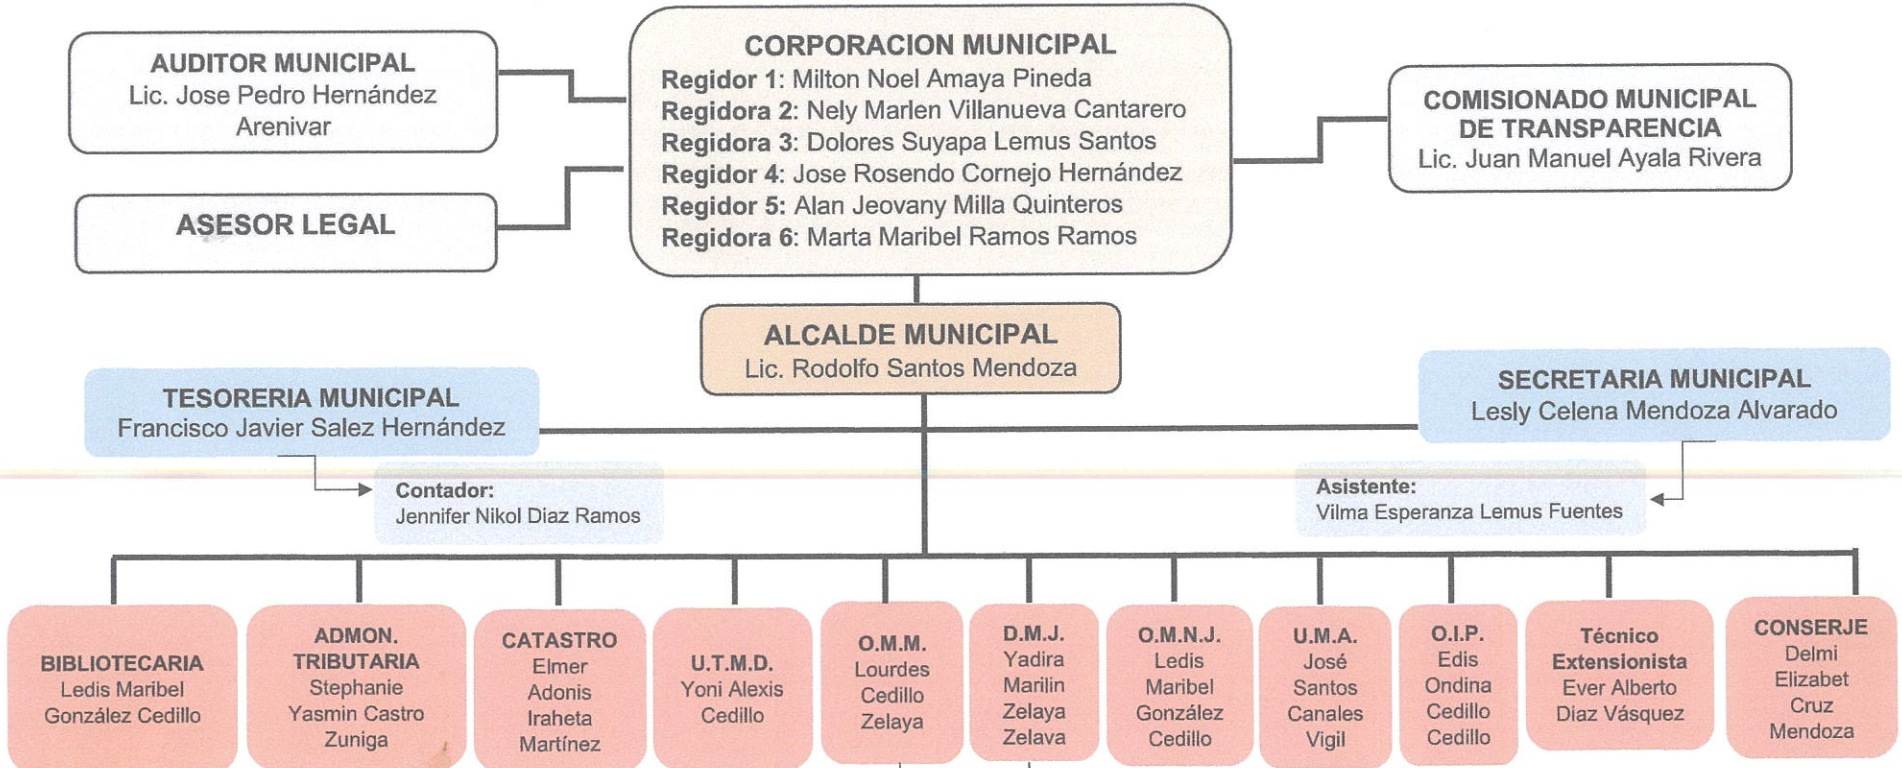 AUDITOR MUNICIPAL
Lic. Jose Pedro Hernández
Arenivar
ASESOR LEGAL
CORPORACION MUNICIPAL
Regidor 1: Milton Noel Amaya Pineda
Regidora 2: Nely Marlen Villanueva Cantarero
Regidora 3: Dolores Suyapa Lemus Santos
Regidor 4: Jose Rosendo Cornejo Hernández
Regidor 5: Alan Jeovany Milla Quinteros
Regidora 6: Marta Maribel Ramos Ramos
COMISIONADO MUNICIPAL
DE TRANSPARENCIA
Lic. Juan Manuel Ayala Rivera
ALCALDE MUNICIPAL
Lic. Rodolfo Santos Mendoza
TESORERIA MUNICIPAL
Francisco Javier Salez Hernández
SECRETARIA MUNICIPAL
Lesly Celena Mendoza Alvarado
Contador:
Jennifer Nikol Diaz Ramos
Asistente:
Vilma Esperanza Lemus Fuentes
BIBLIOTECARIA
Ledis Maribel
González Cedillo
ADMON.
TRIBUTARIA
Stephanie
Yasmin Castro
Zuniga
CATASTRO
Elmer
Adonis
Iraheta
Martínez
U.T.M.D.
Yoni Alexis
Cedillo
O.M.M.
Lourdes
Cedillo
Zelaya
D.M.J.
Yadira
Marilin
Zelaya
Zelava
O.M.N.J.
Ledis
Maribel
González
Cedillo
U.M.A.
José
Santos
Canales
Vigil
O.I.P.
Edis
Ondina
Cedillo
Cedillo
Técnico
Extensionista
Ever Alberto
Diaz Vásquez
CONSERJE
Delmi
Elizabet
Cruz
Mendoza